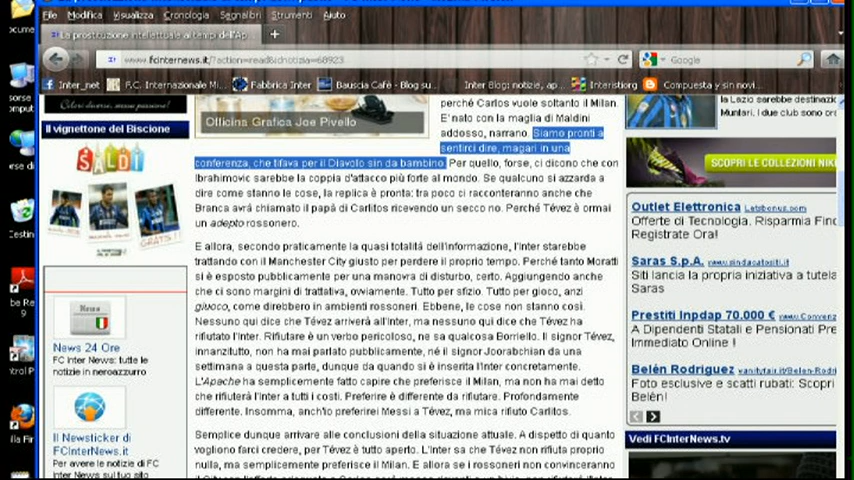 File Modifica Visualizza Cronologia Segnalibri Strumenti Aiuto
La prostituzione intellettuale ai tempi dell'Ap...
www.fcinternews.it/?action=read&idnotizia=68923
Google
Inter_net
F.C. Internazionale Mi...
Fabbrica Inter
Bauscia Cafè - Blog su...
Inter Blog: notizie, ap...
Interistiorg
Compuesta y sin novi...
Colori diversi, stessa passione!
Il vignettone del Biscione
SALDI
GRATIS!
News
News 24 Ore
FC Inter News: tutte le
notizie in neroazzurro
Il Newsticker di
FCInterNews.it
Per avere le notizie di FC
Inter News sul tuo sito
Officina Grafica Joe Pivello
perché Carlos vuole soltanto il Milan.
E' nato con la maglia di Maldini
addosso, narrano. Siamo pronti a
sentirci dire, magari in una
conferenza, che tifava per il Diavolo sin da bambino. Per quello, forse, ci dicono che con
Ibrahimovic sarebbe la coppia d'attacco più forte al mondo. Se qualcuno si azzarda a
dire come stanno le cose, la replica è pronta: tra poco ci racconteranno anche che
Branca avrà chiamato il papà di Carlitos ricevendo un secco no. Perché Tévez è ormai
un adepto rossonero.
E allora, secondo praticamente la quasi totalità dell'informazione, l'Inter starebbe
trattando con il Manchester City giusto per perdere il proprio tempo. Perché tanto Moratti
si è esposto pubblicamente per una manovra di disturbo, certo. Aggiungendo anche
che ci sono margini di trattativa, ovviamente. Tutto per sfizio. Tutto per gioco, anzi
giuoco, come direbbero in ambienti rossoneri. Ebbene, le cose non stanno così.
Nessuno qui dice che Tévez arriverà all'Inter, ma nessuno qui dice che Tévez ha
rifiutato l'Inter. Rifiutare è un verbo pericoloso, ne sa qualcosa Borriello. Il signor Tévez,
innanzitutto, non ha mai parlato pubblicamente, né il signor Joorabchian da una
settimana a questa parte, dunque da quando si è inserita l'Inter concretamente.
L'Apache ha semplicemente fatto capire che preferisce il Milan, ma non ha mai detto
che rifiuterà l'Inter a tutti i costi. Preferire è differente da rifiutare. Profondamente
differente. Insomma, anch'io preferirei Messi a Tévez, ma mica rifiuto Carlitos.
Semplice dunque arrivare alle conclusioni della situazione attuale. A dispetto di quanto
vogliono farci credere, per Tévez è tutto aperto. L'Inter sa che Tévez non rifiuta proprio
nulla, ma semplicemente preferisce il Milan. E allora se i rossoneri non convinceranno
la Lazio sarebbe destinazio
Muntari. I due club sono or
SCOPRI LE COLLEZIONI NIK
Outlet Elettronica Letsbonus.com
Offerte di Tecnologia. Risparmia Fino
Registrate Ora!
Saras S.p.A. www.sindacatositi.it
Siti lancia la propria iniziativa a tutela
Saras
Prestiti Inpdap 70.000 € www.Convenz
A Dipendenti Statali e Pensionati Pre
Immediato Online !
Belén Rodriguez vanityfair.it/Belen-Rodri
Foto esclusive e scatti rubati: Scopri
Belén!
Vedi FCInterNews.tv